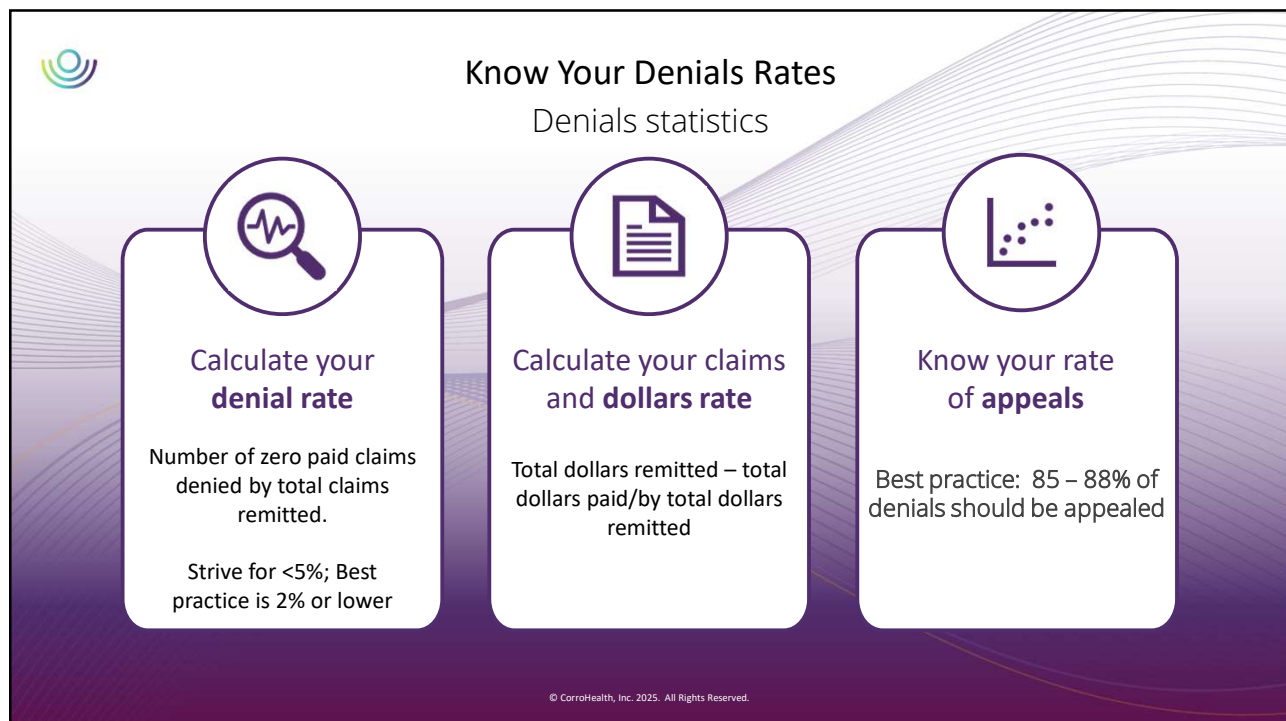 Know Your Denials Rates
Denials statistics
Calculate your
denial rate
Number of zero paid claims
denied by total claims
remitted.
Strive for <5%; Best
practice is 2% or lower
Calculate your claims
and dollars rate
Total dollars remitted – total
dollars paid/by total dollars
remitted
Know your rate
of appeals
Best practice:  85 – 88% of
denials should be appealed
© CorroHealth, Inc. 2025.  All Rights Reserved.